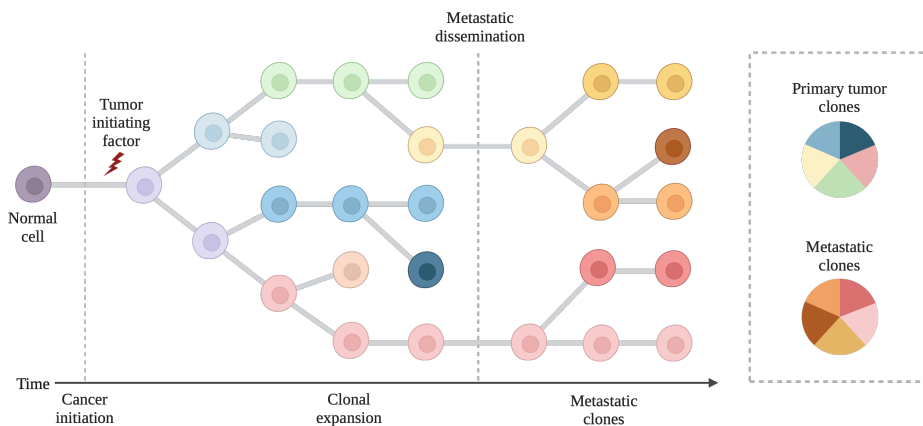 Metastatic
dissemination
Tumor
initiating
factor
Normal
cell
Primary tumor
clones
Metastatic
clones
Time
Cancer
initiation
Clonal
expansion
Metastatic
clones